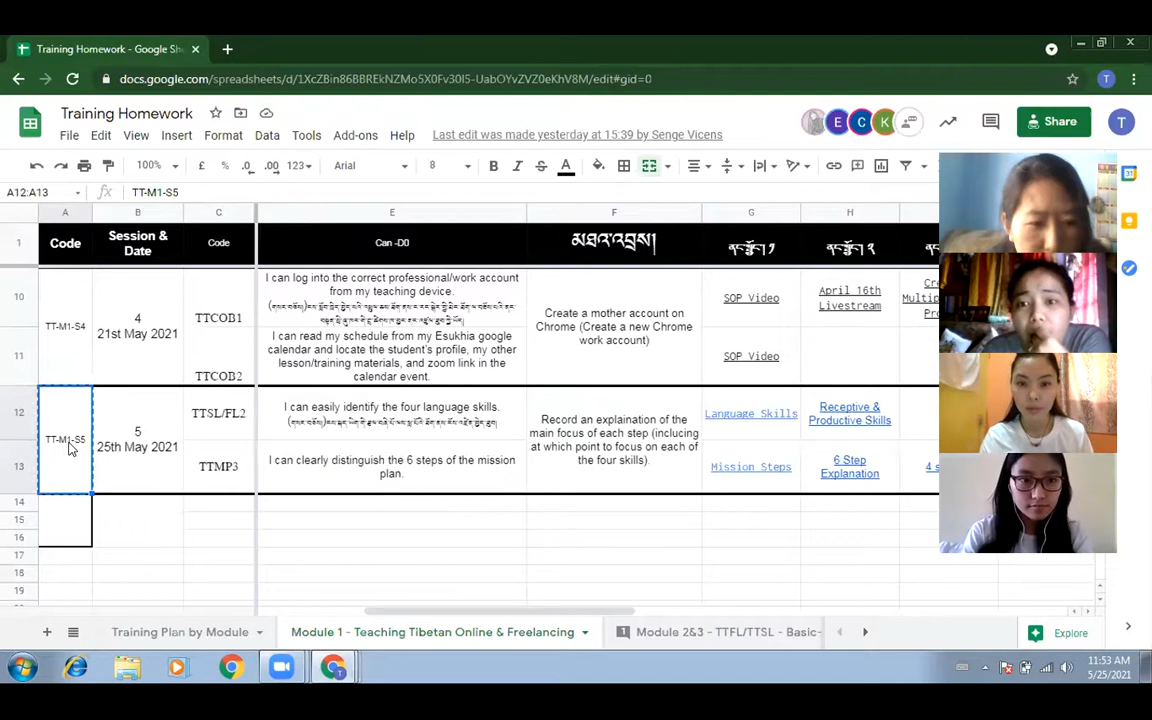 Training Homework - Google She
docs.google.com/spreadsheets/d/1XcZBin86BBREkNZMo5X0Fv30I5-UabOYvZVZ0eKhV8M/edit#gid=0
T
Training Homework
File Edit View Insert Format Data Tools Add-ons Help
Last edit was made yesterday at 15:39 by Senge Vicens
E C K
Share
T
100% £ % .0 .00 123 Arial 8 B I S A
A12:A13 fx TT-M1-S5
A B C E F G H
1 Code Session & Date Code Can -D0 མཐའ་འབྲས།
10 TT-M1-S4
11
4
21st May 2021
TTCOB1
TTCOB2
I can log into the correct professional/work account
from my teaching device.
I can read my schedule from my Esukhia google
calendar and locate the student's profile, my other
lesson/training materials, and zoom link in the
calendar event.
Create a mother account on
Chrome (Create a new Chrome
work account)
SOP Video
SOP Video
April 16th
Livestream
12 TT-M1-S5
13
5
25th May 2021
TTSL/FL2
TTMP3
I can easily identify the four language skills.
I can clearly distinguish the 6 steps of the mission
plan.
Record an explaination of the
main focus of each step (inclucing
at which point to focus on each of
the four skills).
Language Skills
Mission Steps
Receptive &
Productive Skills
6 Step
Explanation
4 s
14
15
16
17
18
19
Training Plan by Module Module 1 - Teaching Tibetan Online & Freelancing 1 Module 2&3 - TTFL/TTSL - Basic- Explore
11:53 AM
5/25/2021